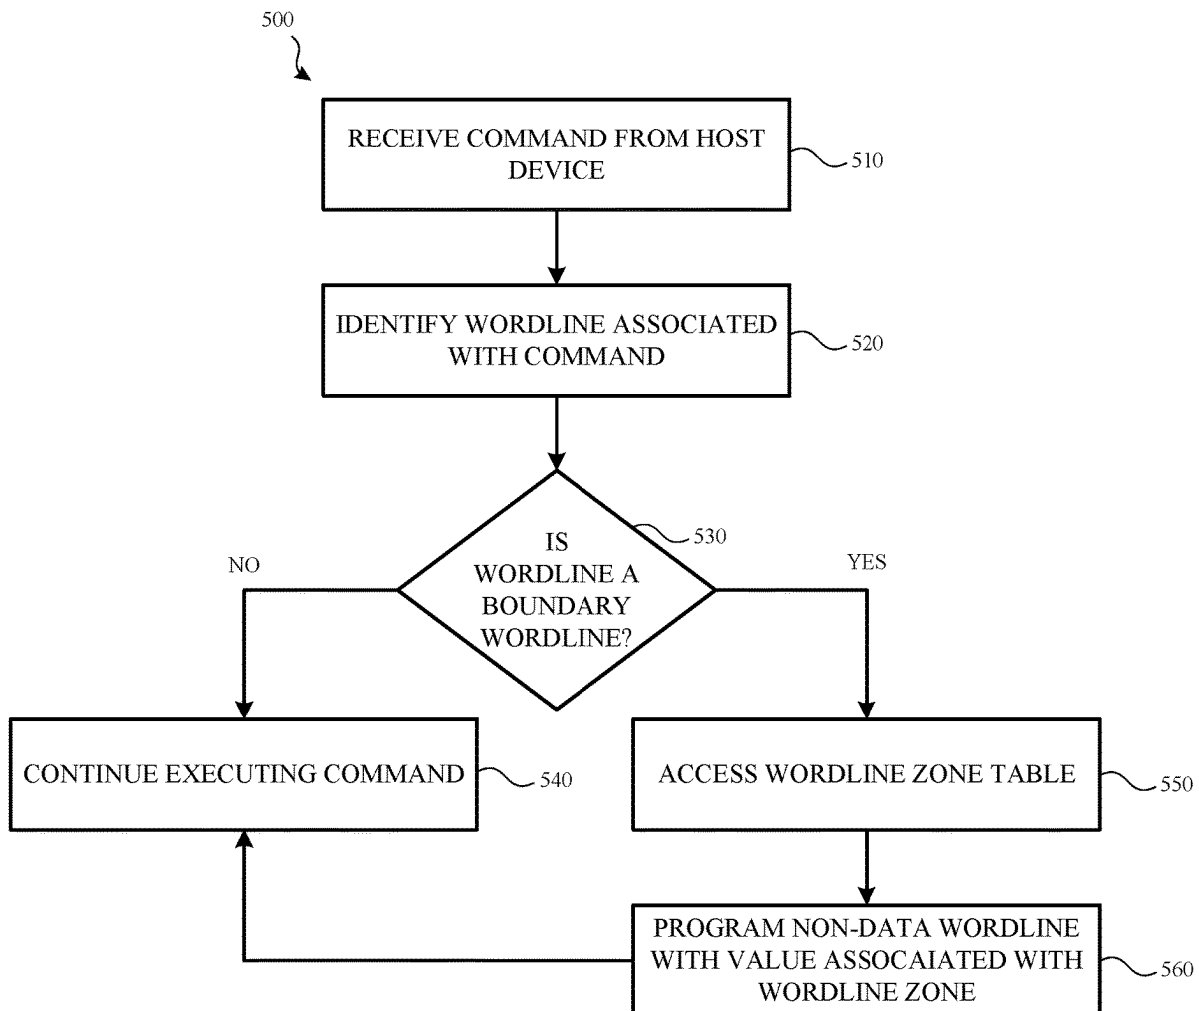 500
RECEIVE COMMAND FROM HOST
DEVICE
510
IDENTIFY WORDLINE ASSOCIATED
WITH COMMAND
520
IS
WORDLINE A
BOUNDARY
WORDLINE?
530
NO
YES
CONTINUE EXECUTING COMMAND
540
ACCESS WORDLINE ZONE TABLE
550
PROGRAM NON-DATA WORDLINE
WITH VALUE ASSOCAIATED WITH
WORDLINE ZONE
560